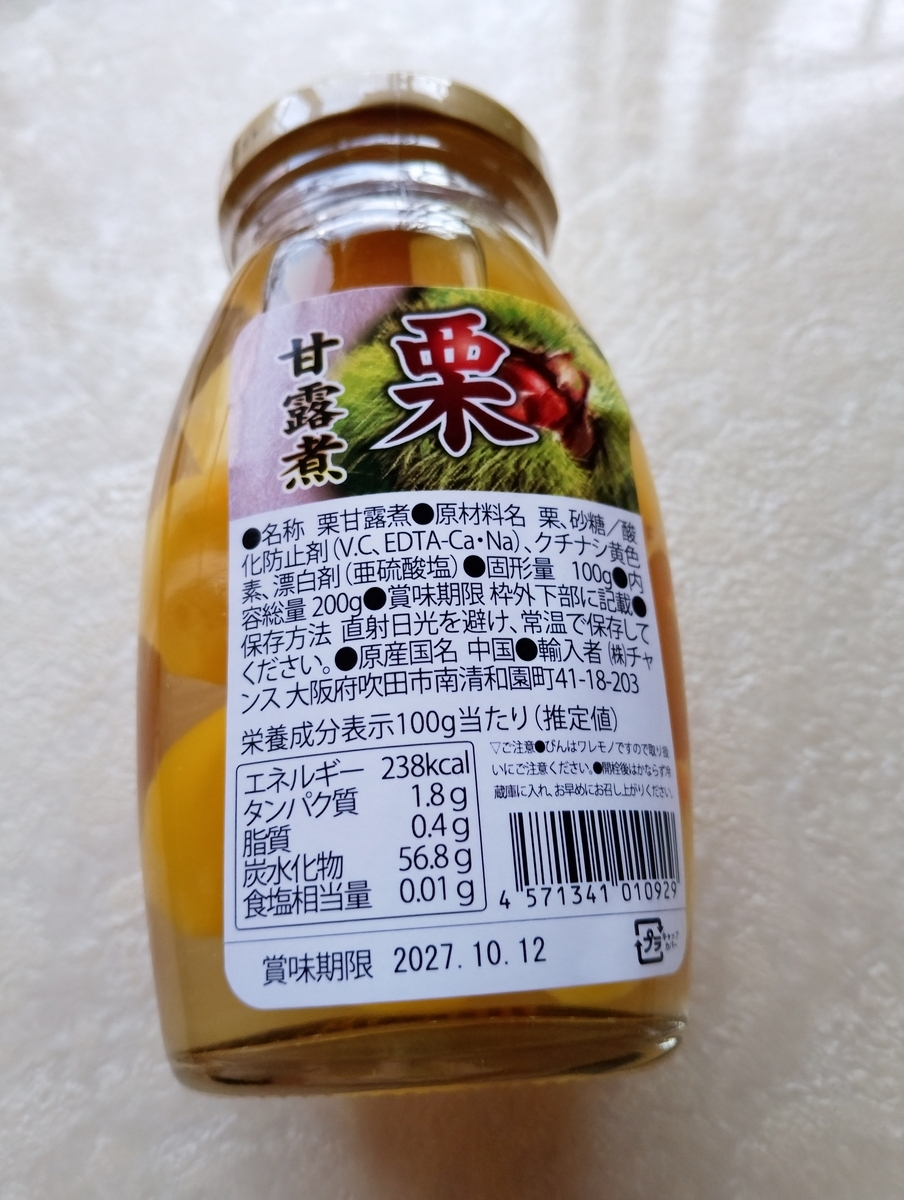 栗
甘露煮
●名称 栗甘露煮●原材料名 栗、砂糖／酸
化防止剤(V.C、EDTA-Ca・Na)、クチナシ黄色
素、漂白剤(亜硫酸塩)●固形量 100g●内
容総量 200g●賞味期限 枠外下部に記載●
保存方法 直射日光を避け、常温で保存して
ください。●原産国名 中国●輸入者 ㈱チャ
ンス 大阪府吹田市南清和園町41-18-203
栄養成分表示100g当たり(推定値)
エネルギー 238kcal
タンパク質 1.8g
脂質 0.4g
炭水化物 56.8g
食塩相当量 0.01g
▽ご注意●びんはワレモノですので取り扱
いにご注意ください。●開栓後はかならず冷
蔵庫に入れ、お早めにお召し上がりください。
4 571341 010929
プラ
キャップ
カバー
賞味期限 2027.10.12